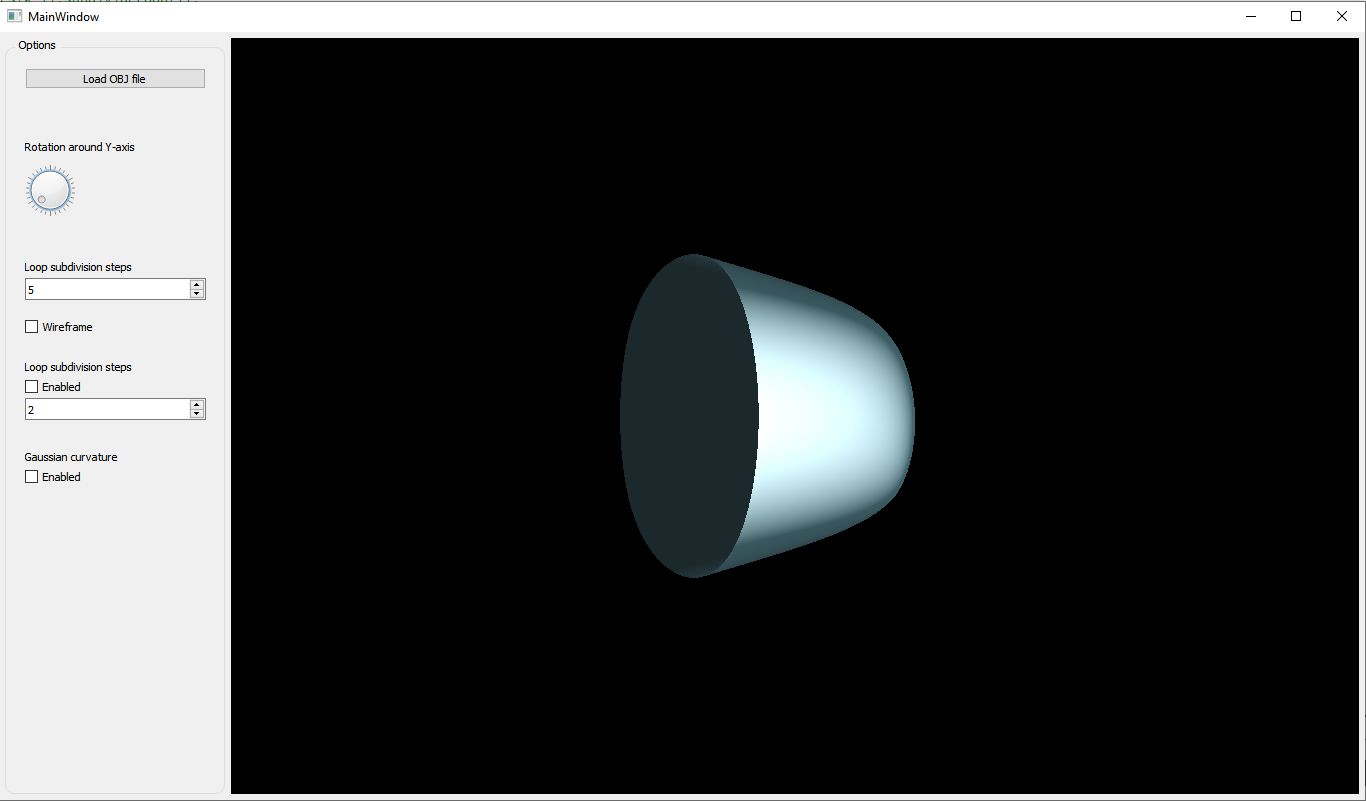 MainWindow
Options
Load OBJ file
Rotation around Y-axis
Loop subdivision steps
5
Wireframe
Loop subdivision steps
Enabled
2
Gaussian curvature
Enabled